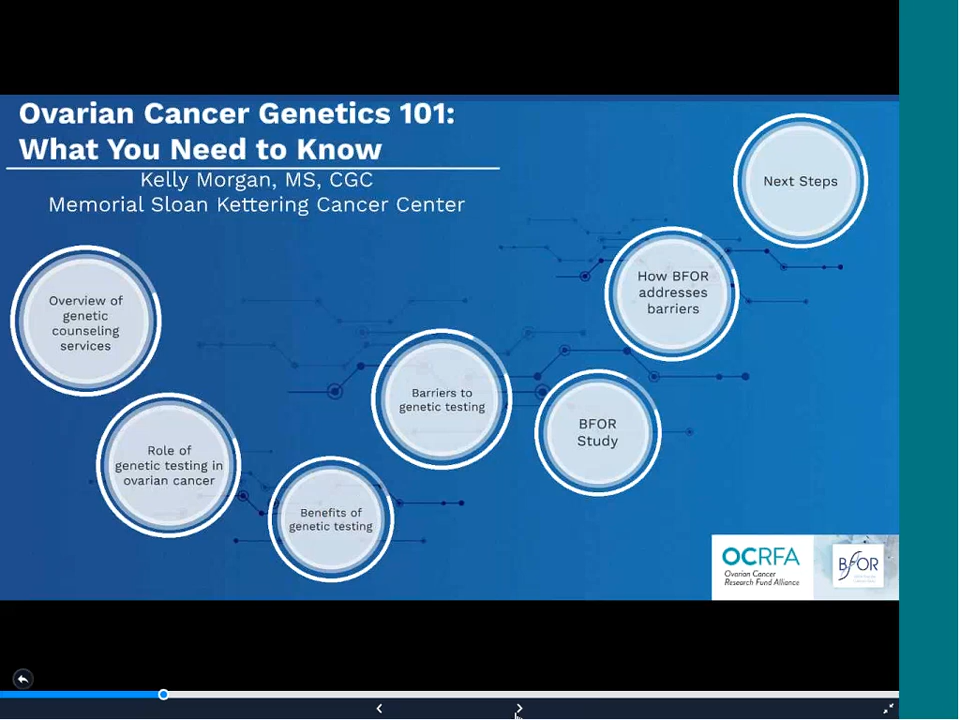 Ovarian Cancer Genetics 101:
What You Need to Know
Kelly Morgan, MS, CGC
Memorial Sloan Kettering Cancer Center
Overview of
genetic
counseling
services
Role of
genetic testing in
ovarian cancer
Benefits of
genetic testing
Barriers to
genetic testing
BFOR
Study
How BFOR
addresses
barriers
Next Steps
OCRFA
Ovarian Cancer
Research Fund Alliance
BFOR